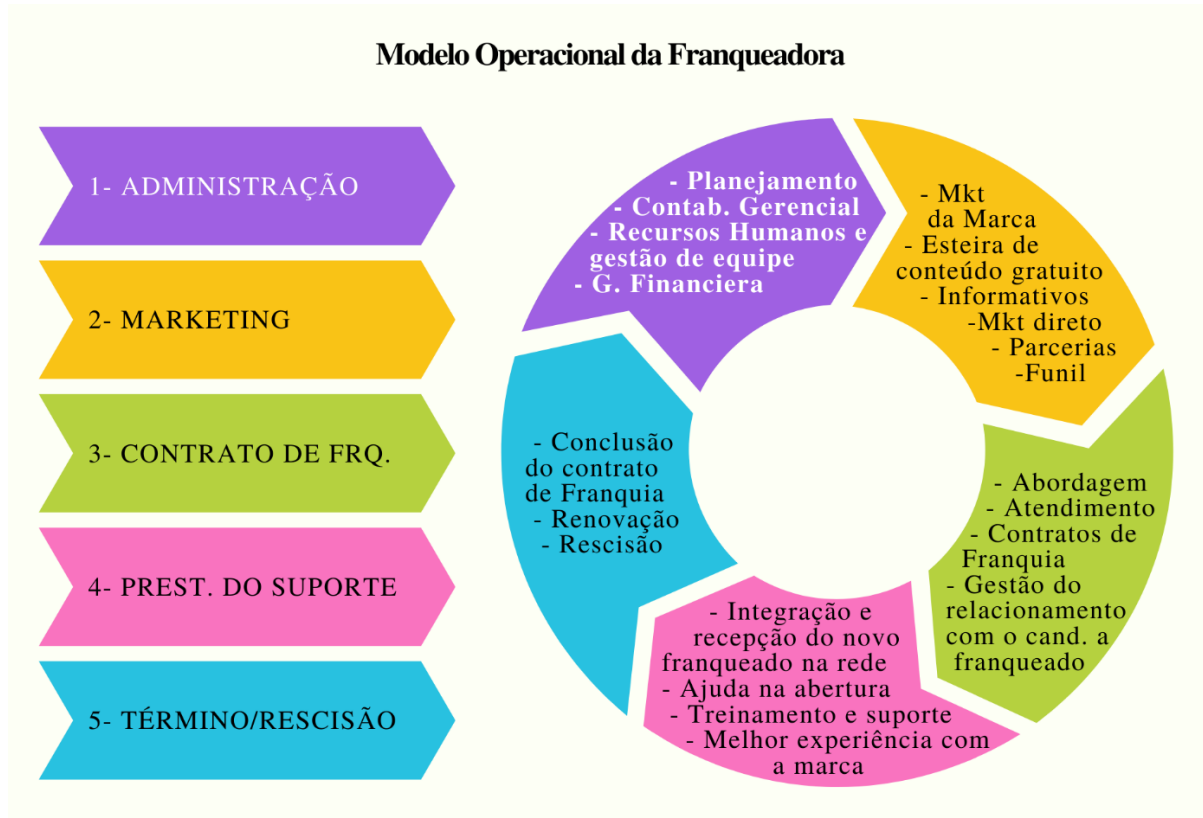 Modelo Operacional da Franqueadora
1- ADMINISTRAÇÃO
2- MARKETING
3- CONTRATO DE FRQ.
4- PREST. DO SUPORTE
5- TÉRMINO/RESCISÃO
- Planejamento
- Contab. Gerencial
- Recursos Humanos e
gestão de equipe
- G. Financiera
- Mkt
da Marca
- Esteira de
conteúdo gratuito
- Informativos
-Mkt direto
- Parcerias
-Funil
- Abordagem
- Atendimento
- Contratos de
Franquia
- Gestão do
relacionamento
com o cand. a
franqueado
- Integração e
recepção do novo
franqueado na rede
- Ajuda na abertura
- Treinamento e suporte
- Melhor experiência com
a marca
- Conclusão
do contrato
de Franquia
- Renovação
- Rescisão